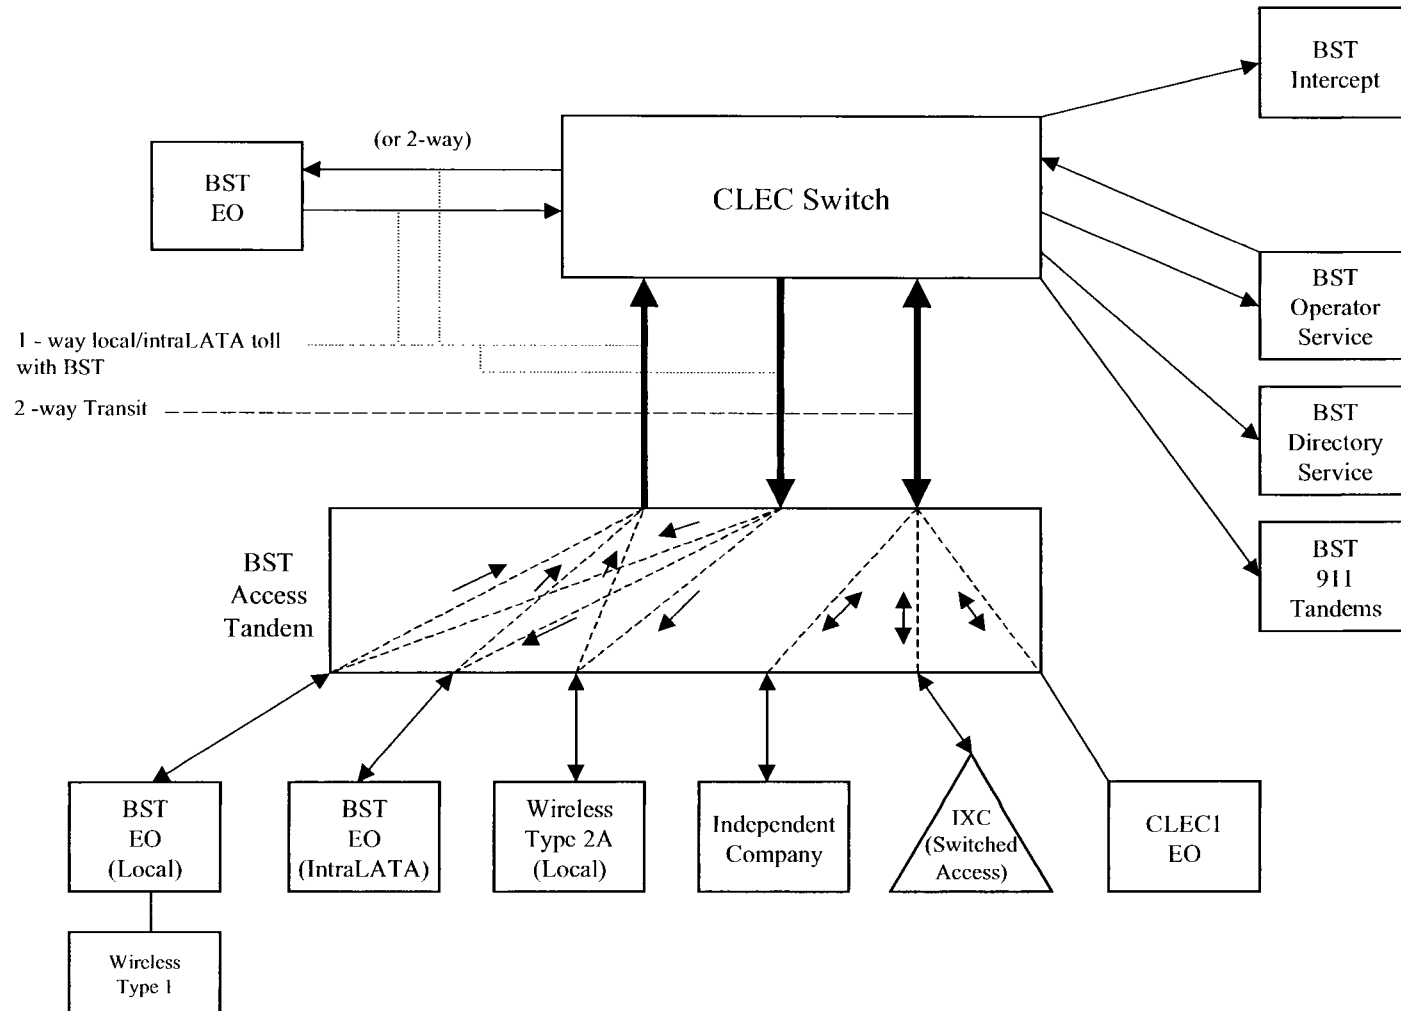 BST
Intercept
(or 2-way)
BST
EO
CLEC Switch
BST
Operator
Service
1 - way local/intraLATA toll
with BST
2 -way Transit
BST
Directory
Service
BST
911
Tandems
BST
Access
Tandem
BST
EO
(Local)
BST
EO
(IntraLATA)
Wireless
Type 2A
(Local)
Independent
Company
IXC
(Switched
Access)
CLEC1
EO
Wireless
Type 1